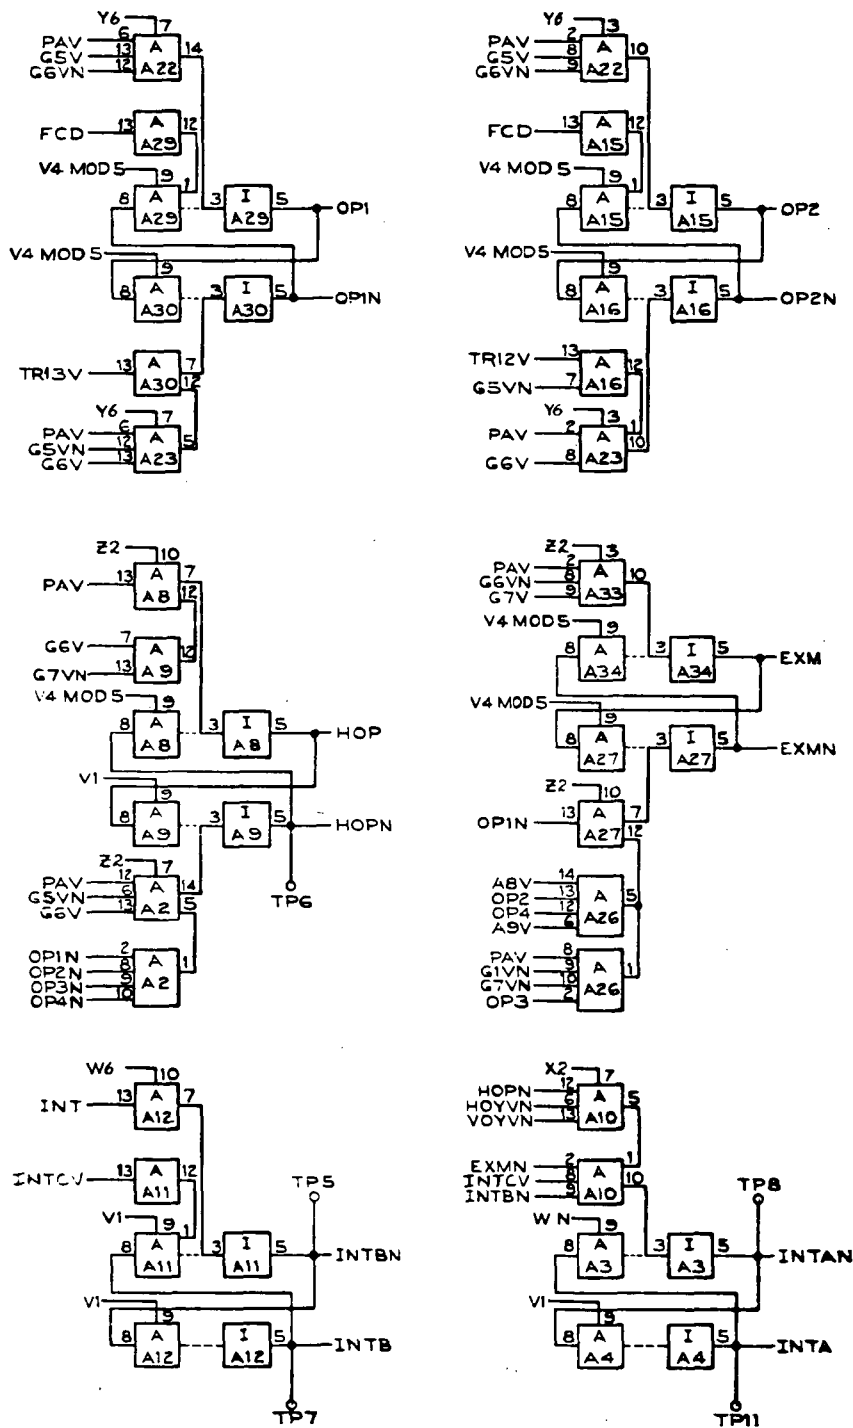 Y6
7
PAV 6
G5V 13
G6VN 12
A
A22
14
FCD 13
A
A29
12
V4 MOD5
9
1
8
A
A29
3
I
A29
5
OP1
V4 MOD5
9
8
A
A30
3
I
A30
5
OP1N
TR13V 13
A
A30
7
12
Y6
7
PAV 6
G5VN 12
G6V 13
A
A23
5
Y6
3
PAV 2
G5V 8
G6VN 9
A
A22
10
FCD 13
A
A15
12
V4 MOD5
9
1
8
A
A15
3
I
A15
5
OP2
V4 MOD5
9
8
A
A16
3
I
A16
5
OP2N
TR12V 13
G5VN 7
A
A16
12
Y6
3
PAV 2
G6V 8
A
A23
1
10
Z2
10
PAV 13
A
A8
7
12
G6V 7
G7VN 13
A
A9
12
V4 MOD5
9
8
A
A8
3
I
A8
5
HOP
V1
9
8
A
A9
3
I
A9
5
HOPN
TP6
Z2
7
PAV 12
G5VN 6
G6V 13
A
A2
14
5
OP1N 2
OP2N 8
OP3N 9
OP4N 10
A
A2
1
Z2
3
PAV 2
G6VN 8
G7V 9
A
A33
10
V4 MOD5
9
8
A
A34
3
I
A34
5
EXM
V4 MOD5
9
8
A
A27
3
I
A27
5
EXMN
Z2
10
OP1N 13
A
A27
7
12
A8V 14
OP2 13
OP4 12
A9V 6
A
A26
5
PAV 8
G1VN 9
G7VN 10
OP3 2
A
A26
1
W6
10
INT 13
A
A12
7
INTCV 13
A
A11
12
V1
9
1
8
A
A11
3
I
A11
5
INTBN
TP5
V1
9
8
A
A12
I
A12
5
INTB
TP7
X2
7
HOPN 12
HOYVN 6
VOYVN 13
A
A10
5
EXMN 2
INTCV 8
INTBN 9
A
A10
1
10
WN
9
8
A
A3
3
I
A3
5
INTAN
TP8
V1
9
8
A
A4
I
A4
5
INTA
TP11